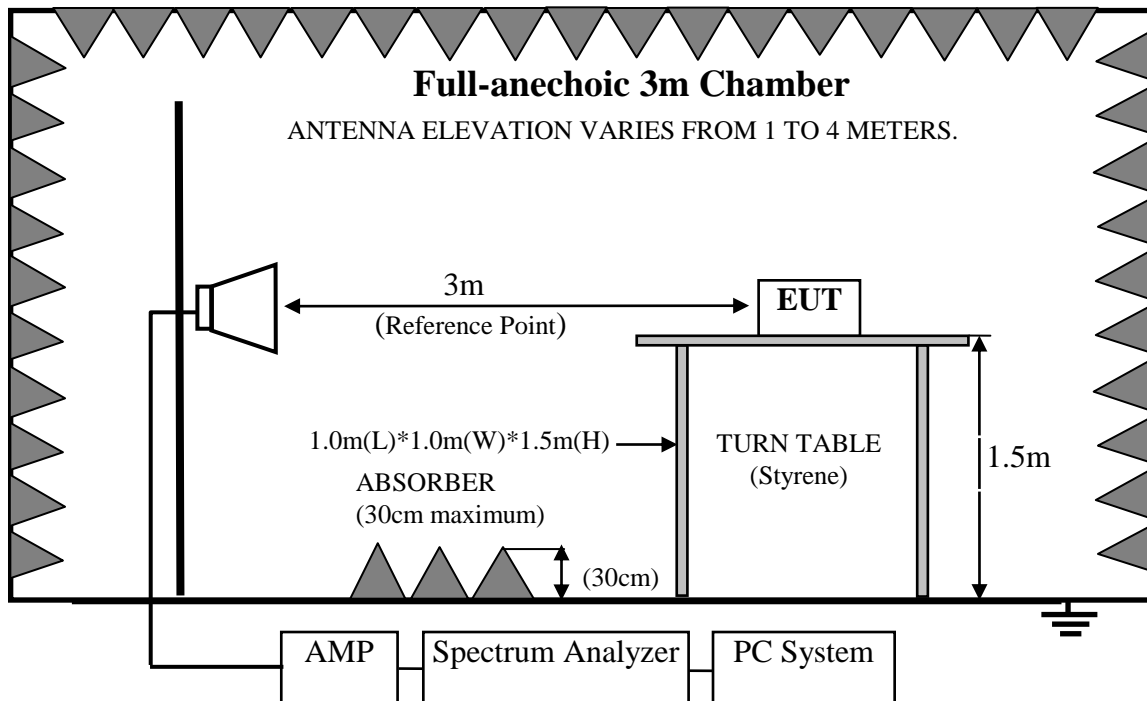 Full-anechoic 3m Chamber
ANTENNA ELEVATION VARIES FROM 1 TO 4 METERS.
3m
(Reference Point)
EUT
1.0m(L)*1.0m(W)*1.5m(H)
TURN TABLE
(Styrene)
1.5m
ABSORBER
(30cm maximum)
(30cm)
AMP
Spectrum Analyzer
PC System